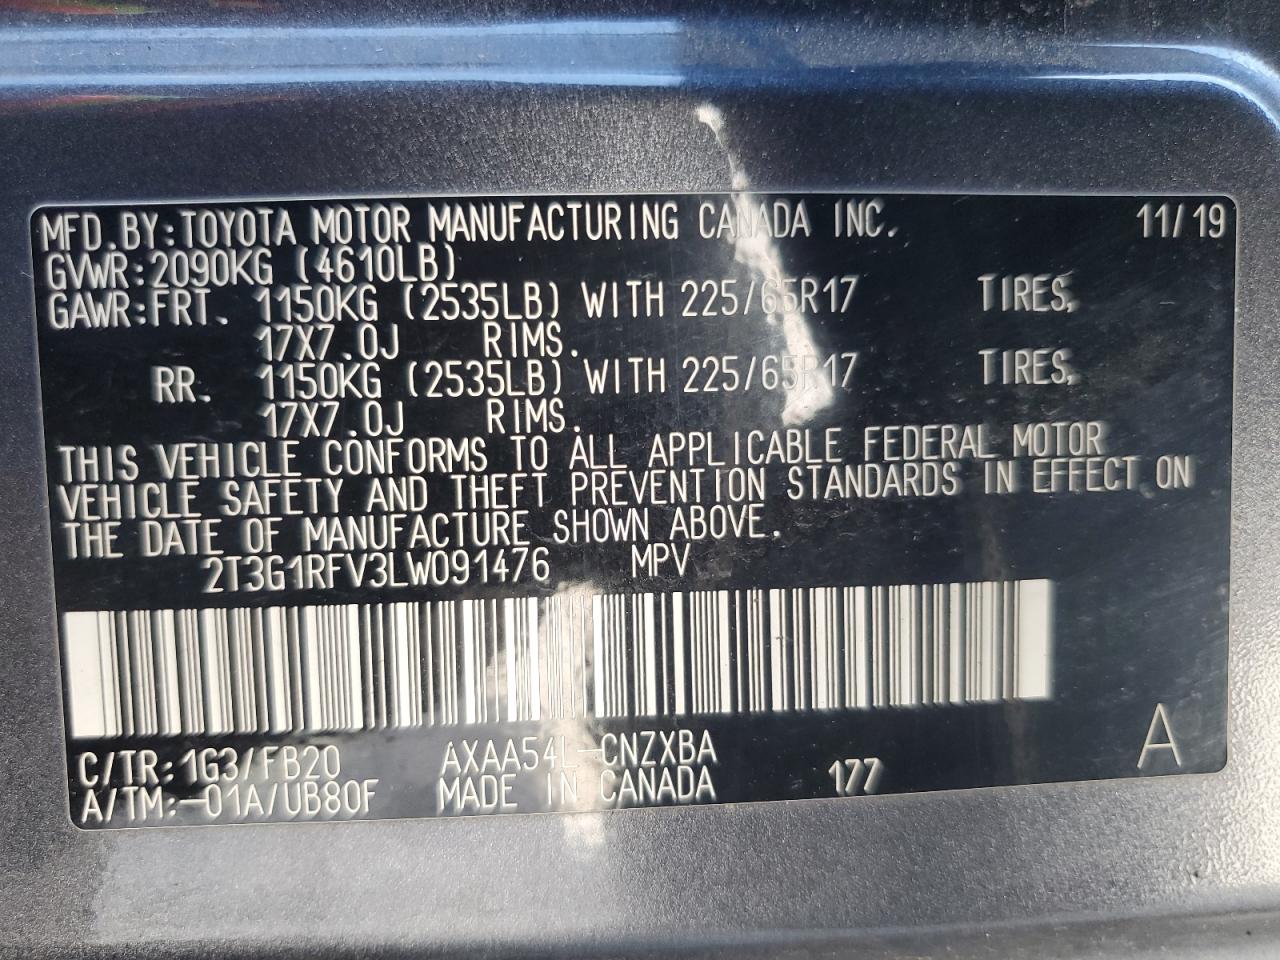 MFD.BY:TOYOTA MOTOR MANUFACTURING CANADA INC. 11/19
GVWR:2090KG (4610LB)
GAWR:FRT. 1150KG (2535LB) WITH 225/65R17 TIRES,
17X7.0J RIMS.
RR. 1150KG (2535LB) WITH 225/65R17 TIRES,
17X7.0J RIMS.
THIS VEHICLE CONFORMS TO ALL APPLICABLE FEDERAL MOTOR
VEHICLE SAFETY AND THEFT PREVENTION STANDARDS IN EFFECT ON
THE DATE OF MANUFACTURE SHOWN ABOVE.
2T3G1RFV3LW091476 MPV
C/TR:1G3/FB20 AXAA54L-CNZXBA 177 A
A/TM:-01A/UB80F MADE IN CANADA